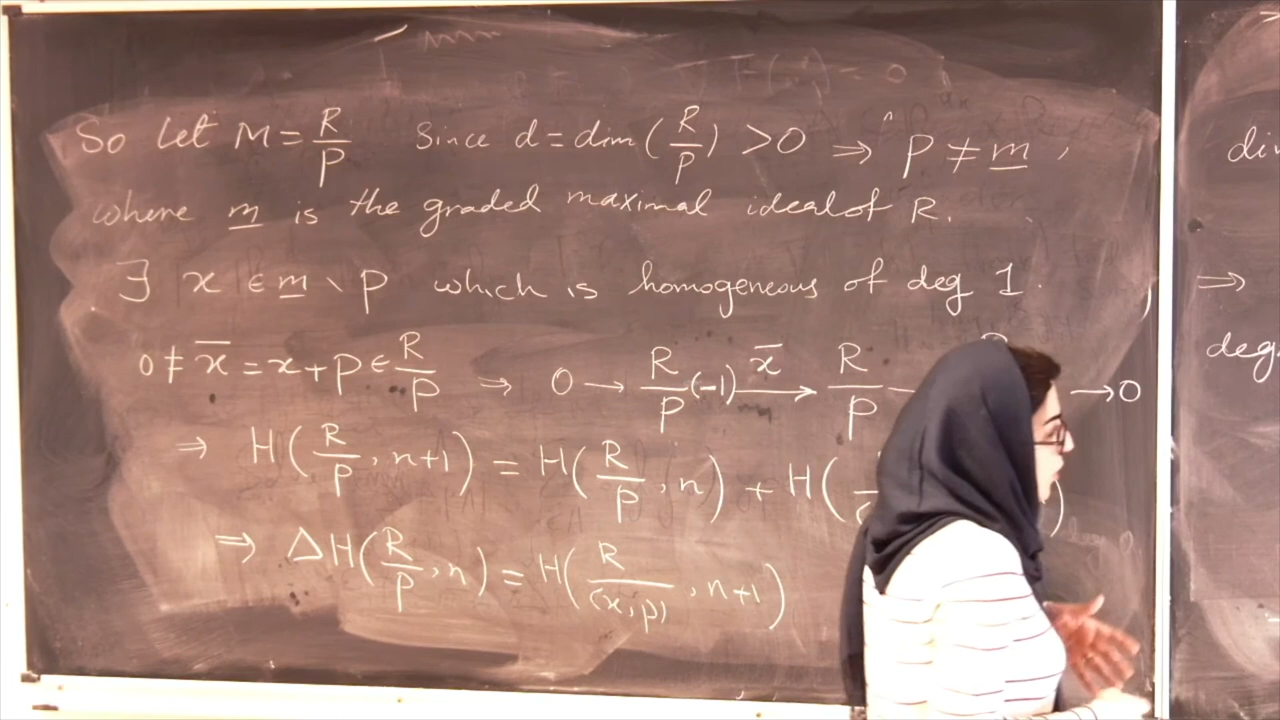 So let M = R/P Since d = dim(R/P) > 0 ⇒ P ≠ m,
where m is the graded maximal ideal of R.
∃ x ∈ m \ P which is homogeneous of deg 1.
0 ≠ x̄ = x + P ∈ R/P ⇒ 0 → R/P (-1) x̄→ R/P → 0
⇒ H(R/P, n+1) = H(R/P, n) + H(
⇒ ΔH(R/P, n) = H(R/(x,P), n+1)
⇒
deg